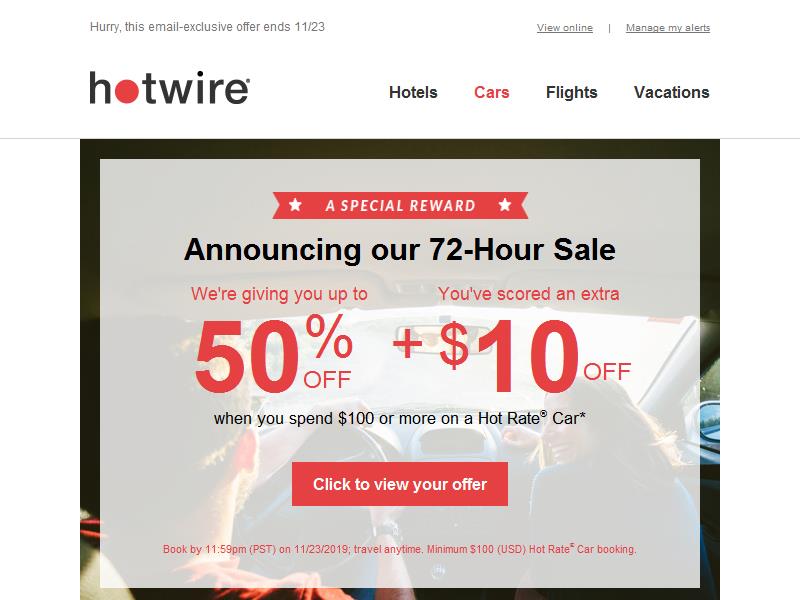 Hurry, this email-exclusive offer ends 11/23
View online | Manage my alerts
hotwire®
Hotels Cars Flights Vacations
A SPECIAL REWARD
Announcing our 72-Hour Sale
We're giving you up to You've scored an extra
50% OFF + $10 OFF
when you spend $100 or more on a Hot Rate® Car*
Click to view your offer
Book by 11:59pm (PST) on 11/23/2019; travel anytime. Minimum $100 (USD) Hot Rate® Car booking.